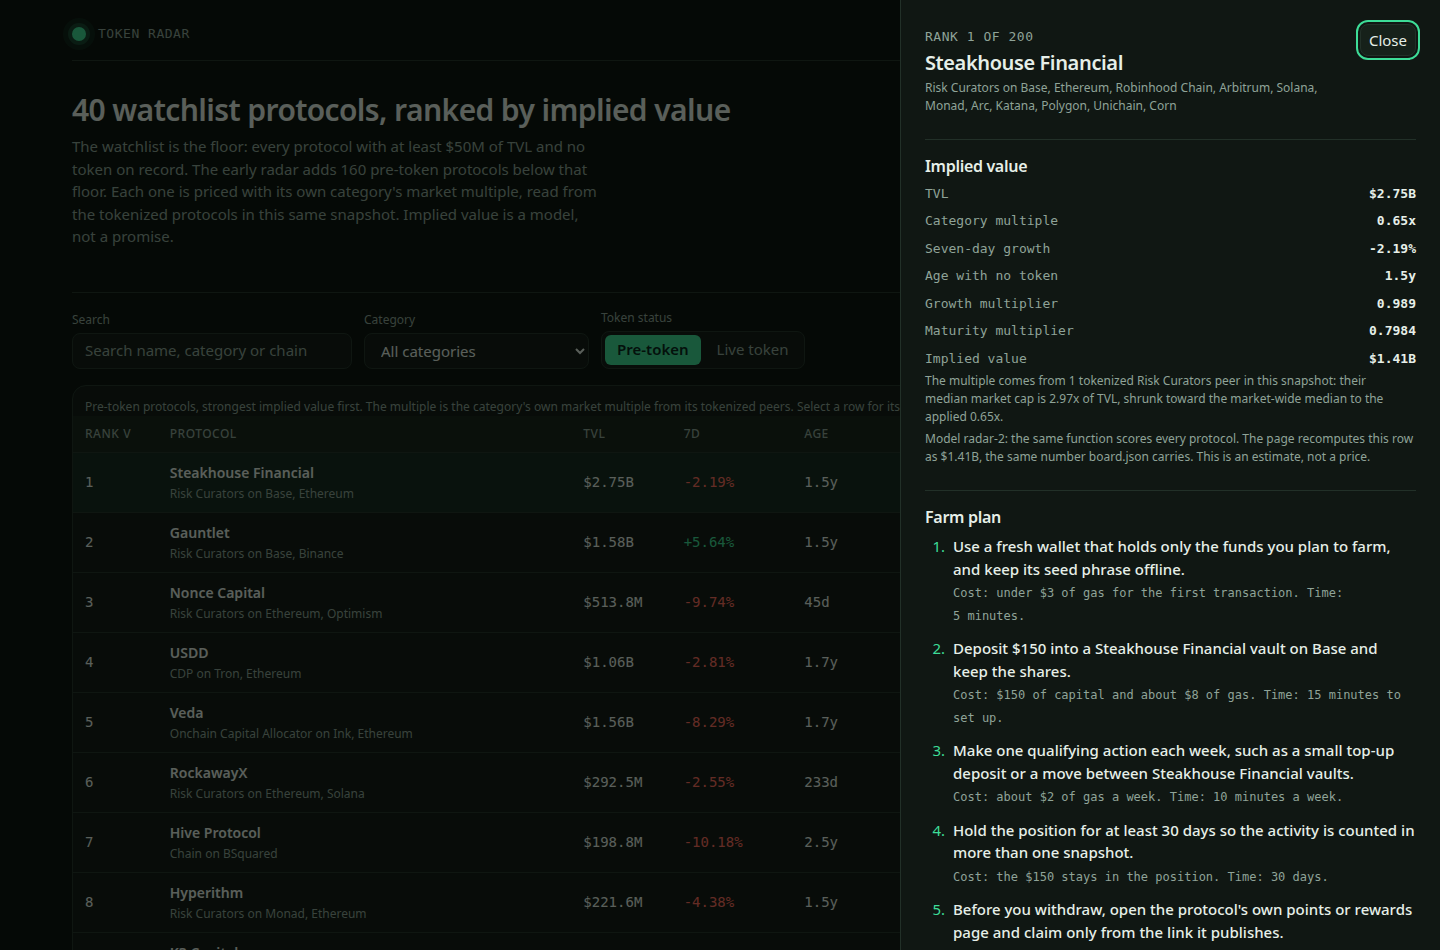 TOKEN RADAR
40 watchlist protocols, ranked by implied value
The watchlist is the floor: every protocol with at least $50M of TVL and no
token on record. The early radar adds 160 pre-token protocols below that
floor. Each one is priced with its own category's market multiple, read from
the tokenized protocols in this same snapshot. Implied value is a model,
not a promise.
Search
Category
Token status
Search name, category or chain
All categories
Pre-token
Live token
Pre-token protocols, strongest implied value first. The multiple is the category's own market multiple from its tokenized peers. Select a row for its
RANK V PROTOCOL TVL 7D AGE
1 Steakhouse Financial $2.75B -2.19% 1.5y
Risk Curators on Base, Ethereum
2 Gauntlet $1.58B +5.64% 1.5y
Risk Curators on Base, Binance
3 Nonce Capital $513.8M -9.74% 45d
Risk Curators on Ethereum, Optimism
4 USDD $1.06B -2.81% 1.7y
CDP on Tron, Ethereum
5 Veda $1.56B -8.29% 1.7y
Onchain Capital Allocator on Ink, Ethereum
6 RockawayX $292.5M -2.55% 233d
Risk Curators on Ethereum, Solana
7 Hive Protocol $198.8M -10.18% 2.5y
Chain on BSquared
8 Hyperithm $221.6M -4.38% 1.5y
Risk Curators on Monad, Ethereum
RANK 1 OF 200
Close
Steakhouse Financial
Risk Curators on Base, Ethereum, Robinhood Chain, Arbitrum, Solana,
Monad, Arc, Katana, Polygon, Unichain, Corn
Implied value
TVL $2.75B
Category multiple 0.65x
Seven-day growth -2.19%
Age with no token 1.5y
Growth multiplier 0.989
Maturity multiplier 0.7984
Implied value $1.41B
The multiple comes from 1 tokenized Risk Curators peer in this snapshot: their
median market cap is 2.97x of TVL, shrunk toward the market-wide median to the
applied 0.65x.
Model radar-2: the same function scores every protocol. The page recomputes this row
as $1.41B, the same number board.json carries. This is an estimate, not a price.
Farm plan
1. Use a fresh wallet that holds only the funds you plan to farm,
and keep its seed phrase offline.
Cost: under $3 of gas for the first transaction. Time:
5 minutes.
2. Deposit $150 into a Steakhouse Financial vault on Base and
keep the shares.
Cost: $150 of capital and about $8 of gas. Time: 15 minutes to
set up.
3. Make one qualifying action each week, such as a small top-up
deposit or a move between Steakhouse Financial vaults.
Cost: about $2 of gas a week. Time: 10 minutes a week.
4. Hold the position for at least 30 days so the activity is counted in
more than one snapshot.
Cost: the $150 stays in the position. Time: 30 days.
5. Before you withdraw, open the protocol's own points or rewards
page and claim only from the link it publishes.